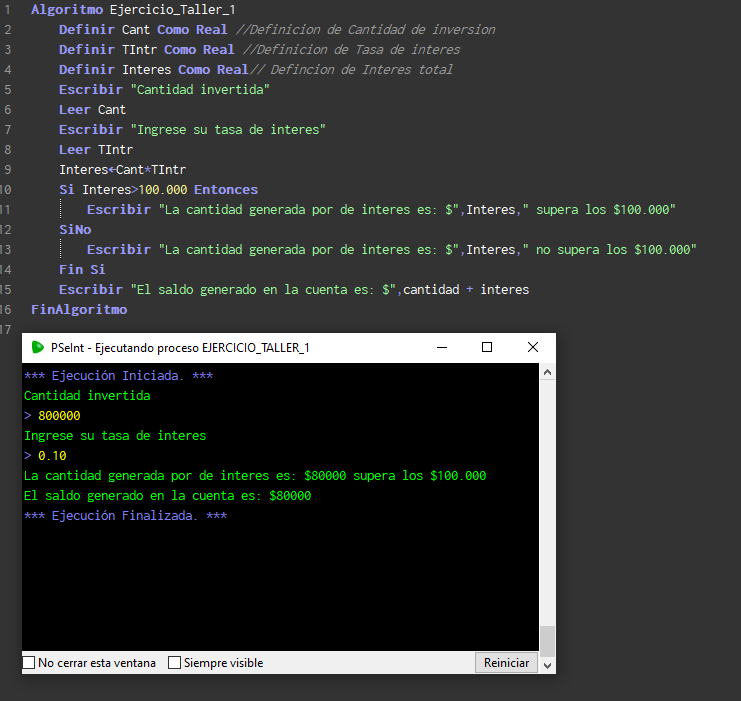 1 Algoritmo Ejercicio_Taller_1
2 Definir Cant Como Real //Definicion de Cantidad de inversion
3 Definir TIntr Como Real //Definicion de Tasa de interes
4 Definir Interes Como Real// Defincion de Interes total
5 Escribir "Cantidad invertida"
6 Leer Cant
7 Escribir "Ingrese su tasa de interes"
8 Leer TIntr
9 Interes←Cant*TIntr
10 Si Interes>100.000 Entonces
11 Escribir "La cantidad generada por de interes es: $",Interes," supera los $100.000"
12 SiNo
13 Escribir "La cantidad generada por de interes es: $",Interes," no supera los $100.000"
14 Fin Si
15 Escribir "El saldo generado en la cuenta es: $",cantidad + interes
16 FinAlgoritmo
17
PSeInt - Ejecutando proceso EJERCICIO_TALLER_1
*** Ejecución Iniciada. ***
Cantidad invertida
> 800000
Ingrese su tasa de interes
> 0.10
La cantidad generada por de interes es: $80000 supera los $100.000
El saldo generado en la cuenta es: $80000
*** Ejecución Finalizada. ***
No cerrar esta ventana Siempre visible Reiniciar